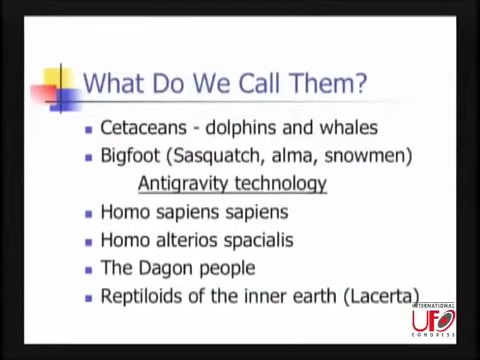 What Do We Call Them?
Cetaceans - dolphins and whales
Bigfoot (Sasquatch, alma, snowmen)
Antigravity technology
Homo sapiens sapiens
Homo alterios spacialis
The Dagon people
Reptiloids of the inner earth (Lacerta)
INTERNATIONAL
UFO
CONGRESS